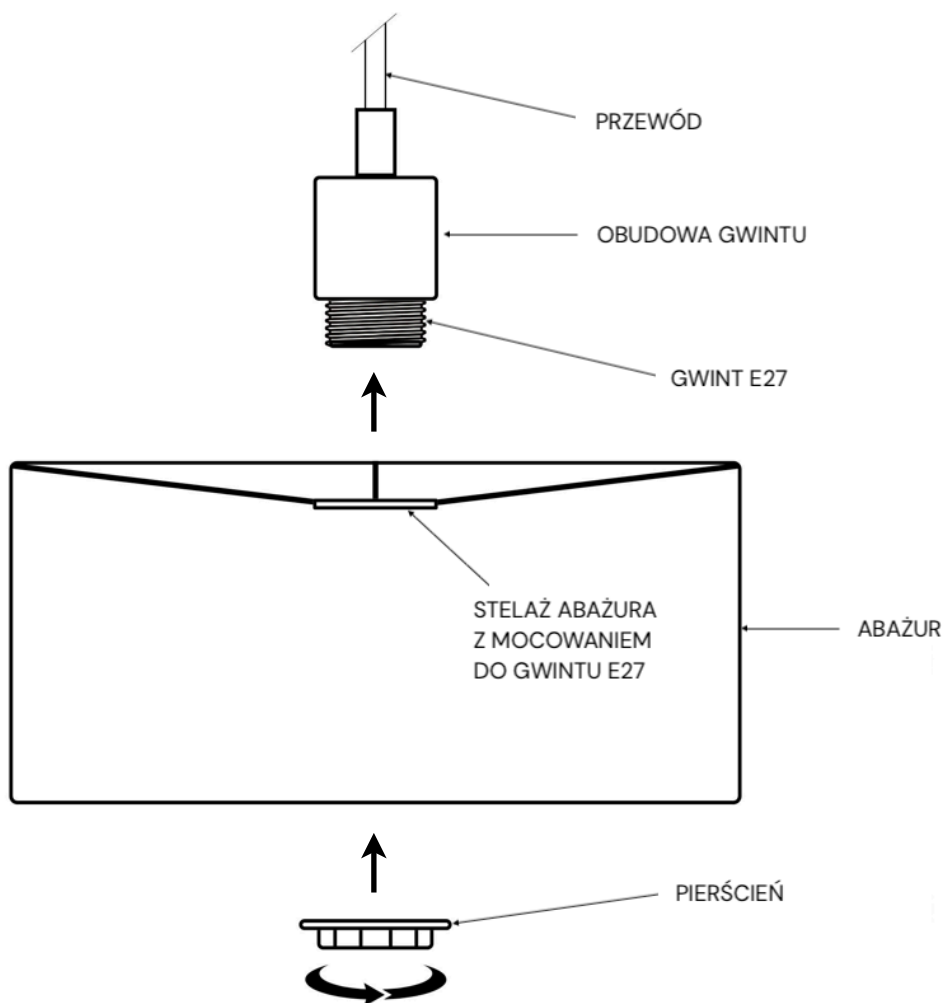 PRZEWÓD
OBUDOWA GWINTU
GWINT E27
STELAŻ ABAŻURA
Z MOCOWANIEM
DO GWINTU E27
ABAŻUR
PIERŚCIEŃ